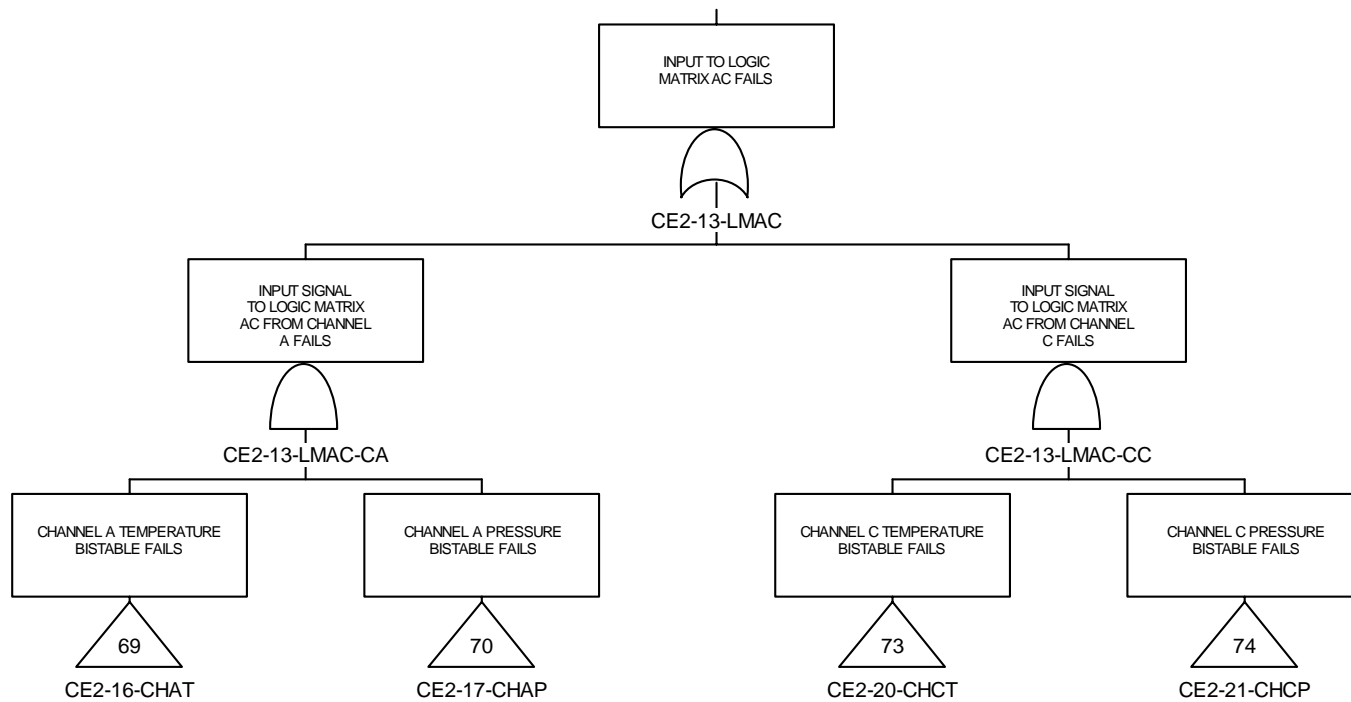 INPUT TO LOGIC
MATRIX AC FAILS
CE2-13-LMAC
INPUT SIGNAL
TO LOGIC MATRIX
AC FROM CHANNEL
A FAILS
INPUT SIGNAL
TO LOGIC MATRIX
AC FROM CHANNEL
C FAILS
CE2-13-LMAC-CA
CE2-13-LMAC-CC
CHANNEL A TEMPERATURE
BISTABLE FAILS
CHANNEL A PRESSURE
BISTABLE FAILS
CHANNEL C TEMPERATURE
BISTABLE FAILS
CHANNEL C PRESSURE
BISTABLE FAILS
69
70
73
74
CE2-16-CHAT
CE2-17-CHAP
CE2-20-CHCT
CE2-21-CHCP